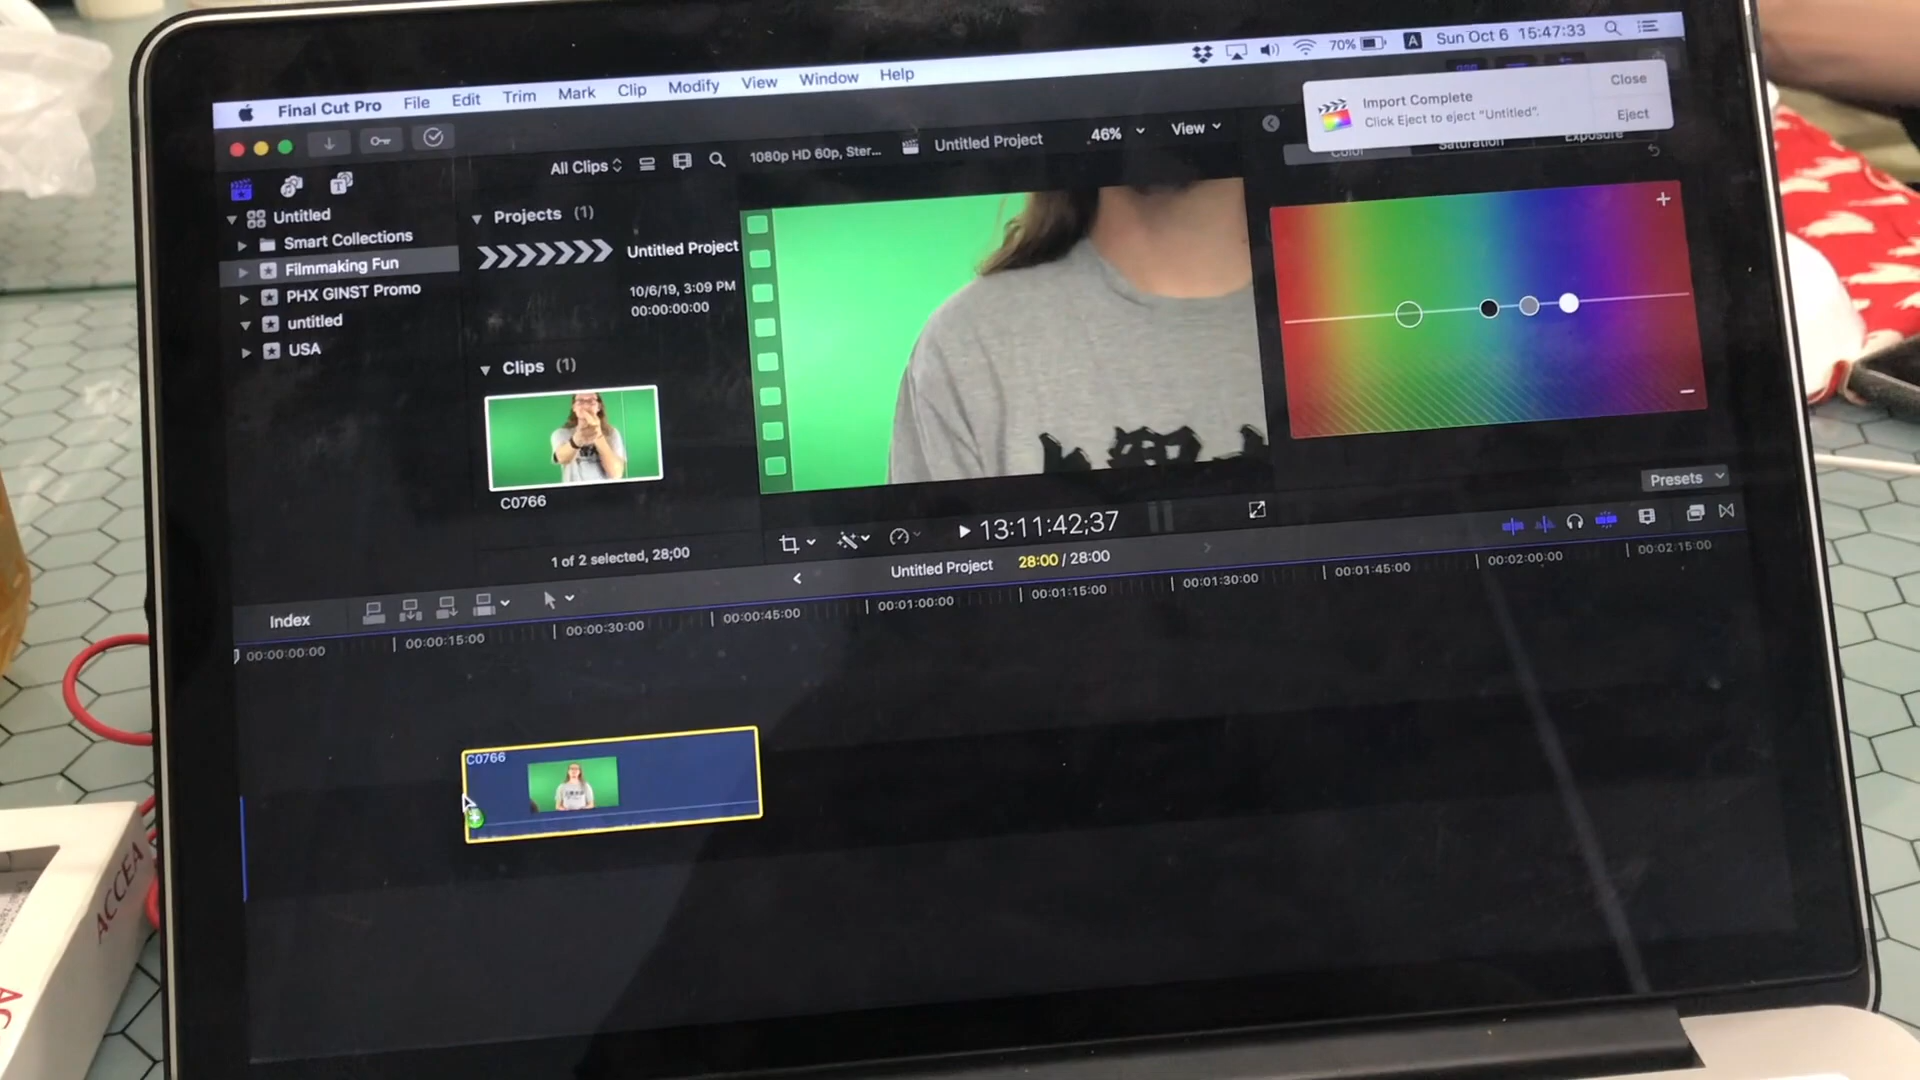 Final Cut Pro File Edit Trim Mark Clip Modify View Window Help 70% A Sun Oct 6 15:47:33
Import Complete
Click Eject to eject "Untitled".
Close
Eject
All Clips
1080p HD 60p, Ster...
Untitled Project
46%
View
Color Saturation Exposure
Untitled
Smart Collections
Filmmaking Fun
PHX GINST Promo
untitled
USA
Projects (1)
Untitled Project
10/6/19, 3:09 PM
00:00:00:00
Clips (1)
C0766
1 of 2 selected, 28;00
13:11:42;37
Presets
Index
Untitled Project 28:00 / 28:00
00:00:00:00 00:00:15:00 00:00:30:00 00:00:45:00 00:01:00:00 00:01:15:00 00:01:30:00 00:01:45:00 00:02:00:00 00:02:15:00
C0766
ACCEA
AC